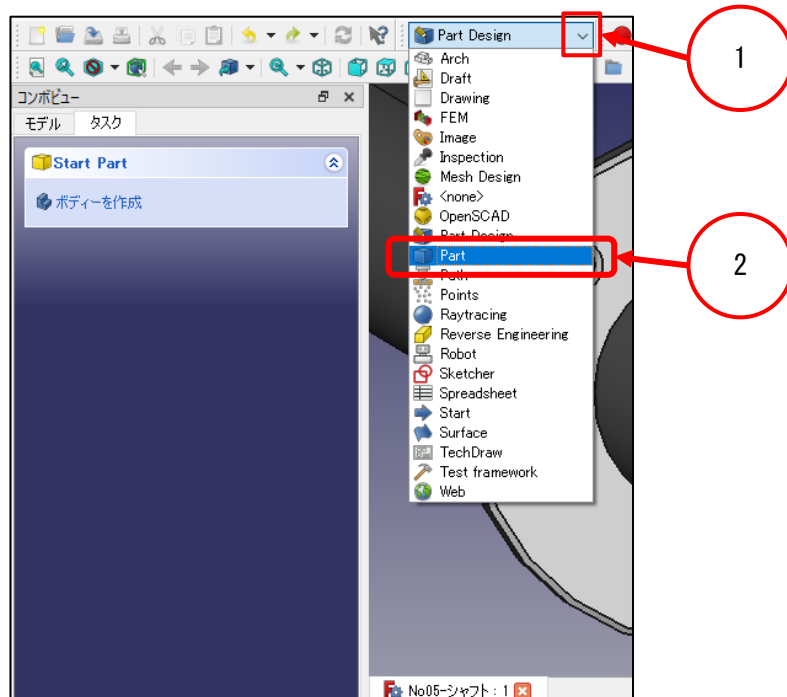 Part Design
1
コンボビュー
モデル タスク
Start Part
ボディーを作成
Arch
Draft
Drawing
FEM
Image
Inspection
Mesh Design
<none>
OpenSCAD
Part Design
Part
Path
Points
Raytracing
Reverse Engineering
Robot
Sketcher
Spreadsheet
Start
Surface
TechDraw
Test framework
Web
2
No05-シャフト : 1